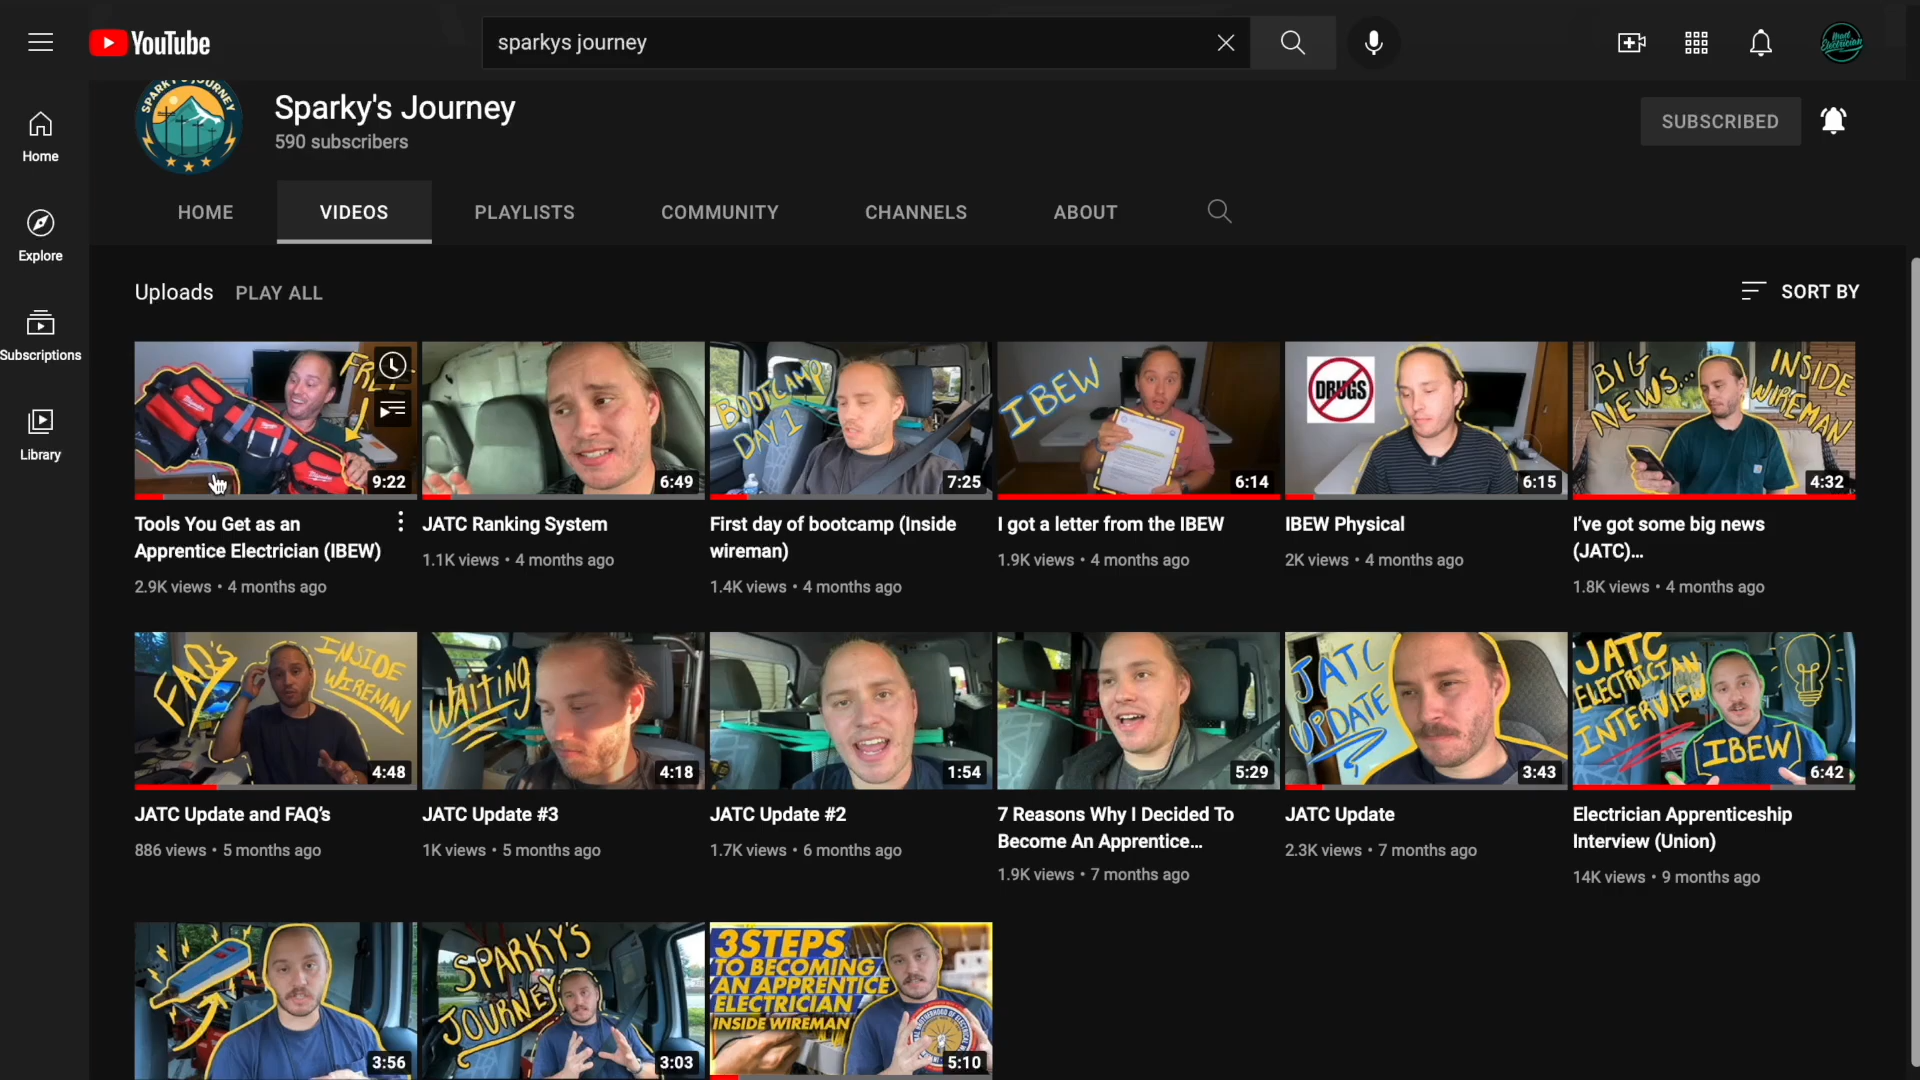 YouTube
sparkys journey
SPARKY'S JOURNEY
Sparky's Journey
590 subscribers
SUBSCRIBED
Home
Explore
Subscriptions
Library
HOME
VIDEOS
PLAYLISTS
COMMUNITY
CHANNELS
ABOUT
Uploads
PLAY ALL
SORT BY
9:22
6:49
BOOTCAMP
DAY 1
7:25
IBEW
6:14
DRUGS
6:15
BIG
NEWS...
INSIDE
WIREMAN
4:32
Tools You Get as an
Apprentice Electrician (IBEW)
2.9K views • 4 months ago
JATC Ranking System
1.1K views • 4 months ago
First day of bootcamp (Inside
wireman)
1.4K views • 4 months ago
I got a letter from the IBEW
1.9K views • 4 months ago
IBEW Physical
2K views • 4 months ago
I've got some big news
(JATC)...
1.8K views • 4 months ago
FAQ's
INSIDE
WIREMAN
4:48
WAITING
4:18
1:54
5:29
JATC
UPDATE
3:43
JATC
ELECTRICIAN
INTERVIEW
IBEW
6:42
JATC Update and FAQ's
886 views • 5 months ago
JATC Update #3
1K views • 5 months ago
JATC Update #2
1.7K views • 6 months ago
7 Reasons Why I Decided To
Become An Apprentice...
1.9K views • 7 months ago
JATC Update
2.3K views • 7 months ago
Electrician Apprenticeship
Interview (Union)
14K views • 9 months ago
3:56
SPARKY'S
JOURNEY
3:03
3 STEPS
TO BECOMING
AN APPRENTICE
ELECTRICIAN
INSIDE WIREMAN
5:10